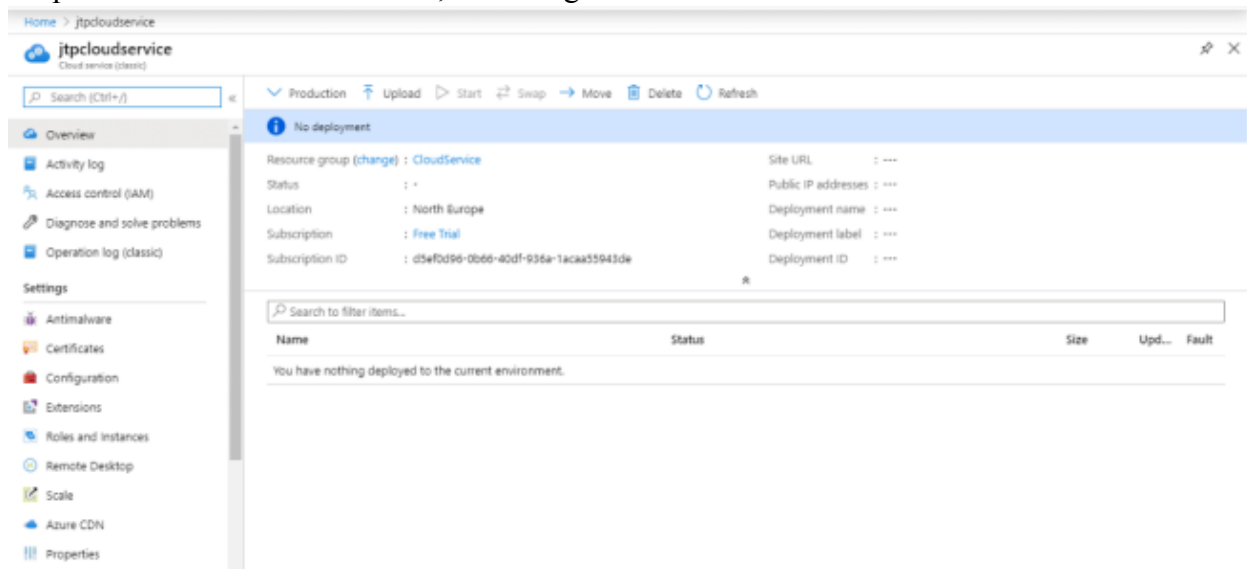 Home > jtpcloudservice
jtpcloudservice
Cloud service (classic)
Search (Ctrl+/)
«
Production Upload Start Swap Move Delete Refresh
No deployment
Overview
Activity log
Access control (IAM)
Diagnose and solve problems
Operation log (classic)
Settings
Antimalware
Certificates
Configuration
Extensions
Roles and Instances
Remote Desktop
Scale
Azure CDN
Properties
Resource group (change) : CloudService
Status : -
Location : North Europe
Subscription : Free Trial
Subscription ID : d5ef0d96-0b66-40df-936a-1acaa55943de
Site URL : ---
Public IP addresses : ---
Deployment name : ---
Deployment label : ---
Deployment ID : ---
Search to filter items...
Name Status Size Upd... Fault
You have nothing deployed to the current environment.